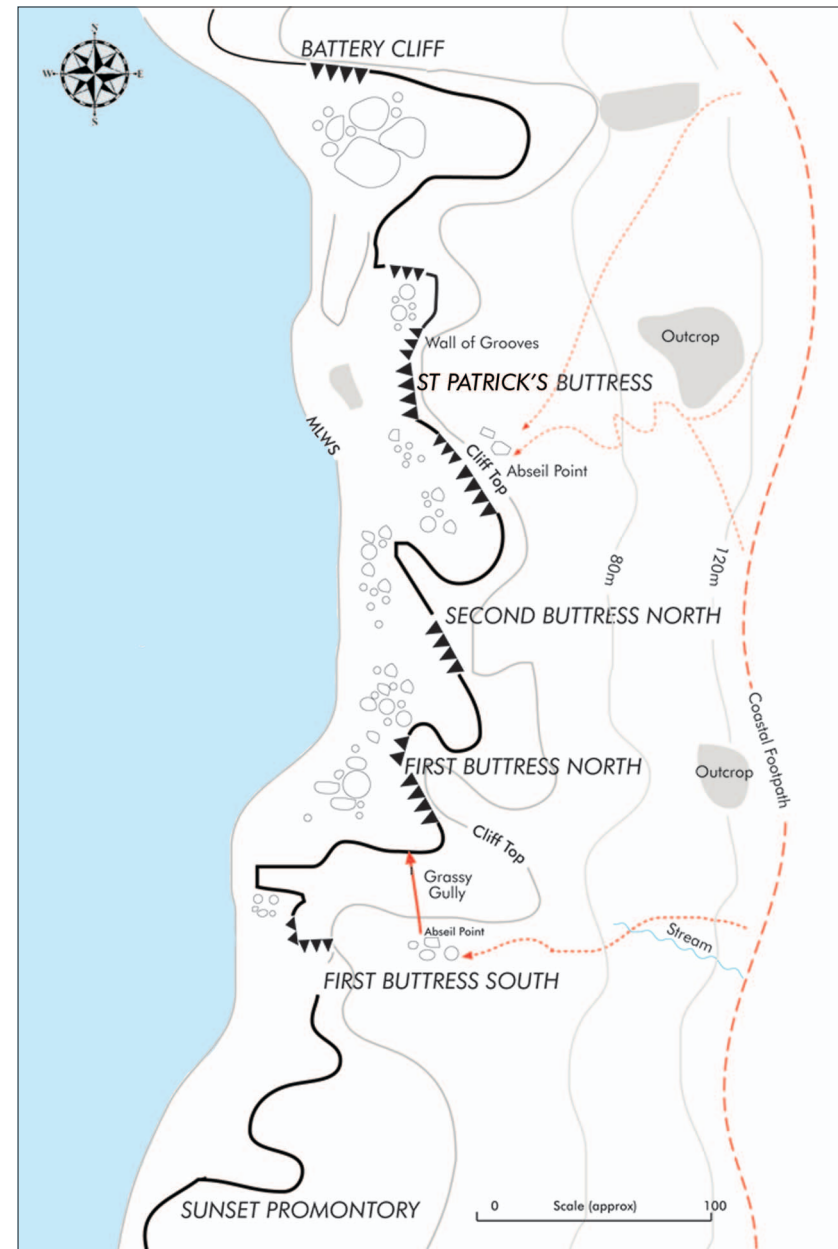 N
W
E
S
BATTERY CLIFF
Wall of Grooves
Outcrop
ST PATRICK'S BUTTRESS
MLWS
Cliff Top
Abseil Point
80m
120m
SECOND BUTTRESS NORTH
Coastal Footpath
FIRST BUTTRESS NORTH
Outcrop
Cliff Top
Grassy
Gully
Abseil Point
Stream
FIRST BUTTRESS SOUTH
SUNSET PROMONTORY
0
Scale (approx)
100